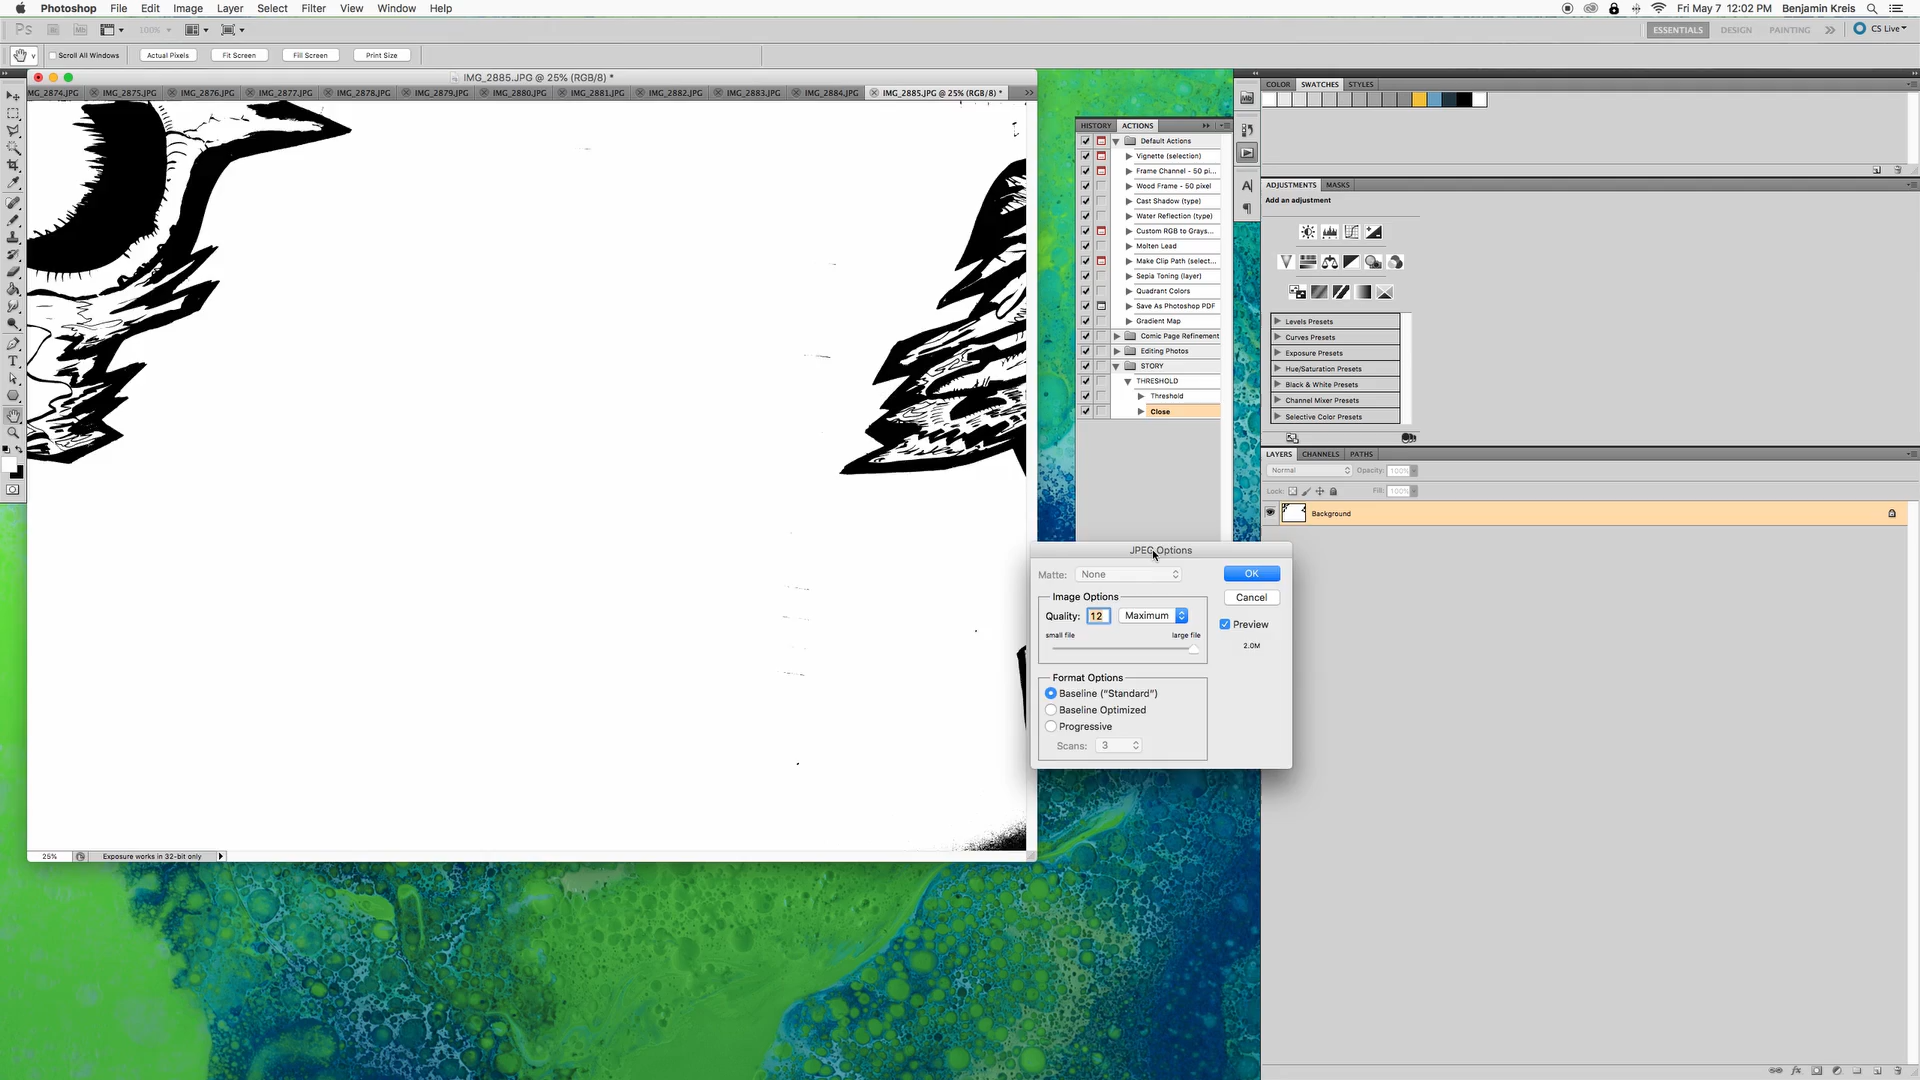 Photoshop File Edit Image Layer Select Filter View Window Help Fri May 7 12:02 PM Benjamin Kreis
Ps Br Mb 100% ESSENTIALS DESIGN PAINTING CS Live
Scroll All Windows Actual Pixels Fit Screen Fill Screen Print Size
IMG_2885.JPG @ 25% (RGB/8) *
MG_2874.JPG IMG_2875.JPG IMG_2876.JPG IMG_2877.JPG IMG_2878.JPG IMG_2879.JPG IMG_2880.JPG IMG_2881.JPG IMG_2882.JPG IMG_2883.JPG IMG_2884.JPG IMG_2885.JPG @ 25% (RGB/8) *
HISTORY ACTIONS
Default Actions
Vignette (selection)
Frame Channel - 50 pi...
Wood Frame - 50 pixel
Cast Shadow (type)
Water Reflection (type)
Custom RGB to Grays...
Molten Lead
Make Clip Path (select...
Sepia Toning (layer)
Quadrant Colors
Save As Photoshop PDF
Gradient Map
Comic Page Refinement
Editing Photos
STORY
THRESHOLD
Threshold
Close
COLOR SWATCHES STYLES
ADJUSTMENTS MASKS
Add an adjustment
Levels Presets
Curves Presets
Exposure Presets
Hue/Saturation Presets
Black & White Presets
Channel Mixer Presets
Selective Color Presets
LAYERS CHANNELS PATHS
Normal Opacity: 100%
Lock: Fill: 100%
Background
JPEG Options
Matte: None OK
Cancel
Image Options
Quality: 12 Maximum Preview
small file large file
2.0M
Format Options
Baseline ("Standard")
Baseline Optimized
Progressive
Scans: 3
25% Exposure works in 32-bit only